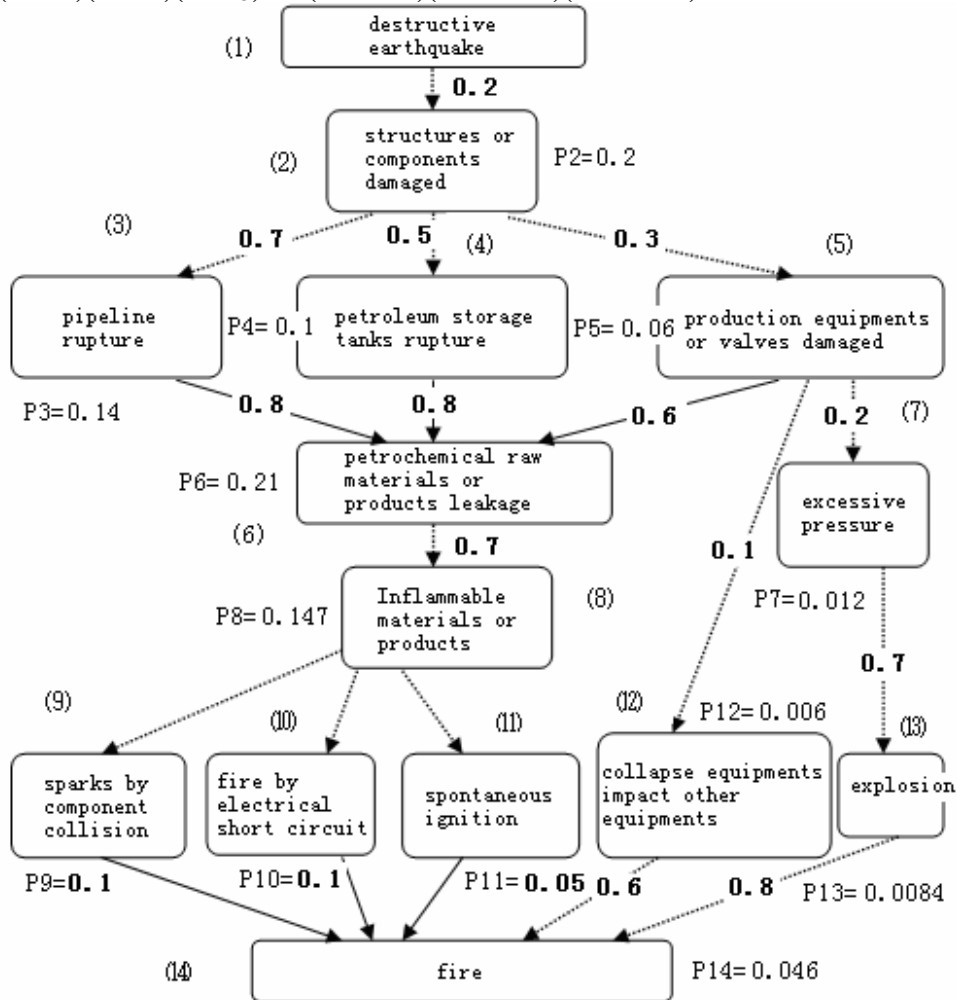 destructive
earthquake
(1)
0.2
structures or
components
damaged
(2)
P2=0.2
(3)
0.7
0.5
(4)
0.3
(5)
pipeline
rupture
P4=0.1
petroleum storage
tanks rupture
P5=0.06
production equipments
or valves damaged
P3=0.14
0.8
0.8
0.6
0.2
(7)
P6=0.21
petrochemical raw
materials or
products leakage
excessive
pressure
(6)
0.7
0.1
P7=0.012
P8=0.147
Inflammable
materials or
products
(8)
0.7
(9)
(10)
(11)
(12)
P12=0.006
(13)
sparks by
component
collision
fire by
electrical
short circuit
spontaneous
ignition
collapse equipments
impact other
equipments
explosion
P9=0.1
P10=0.1
P11=0.05
0.6
0.8
P13=0.0084
(14)
fire
P14=0.046